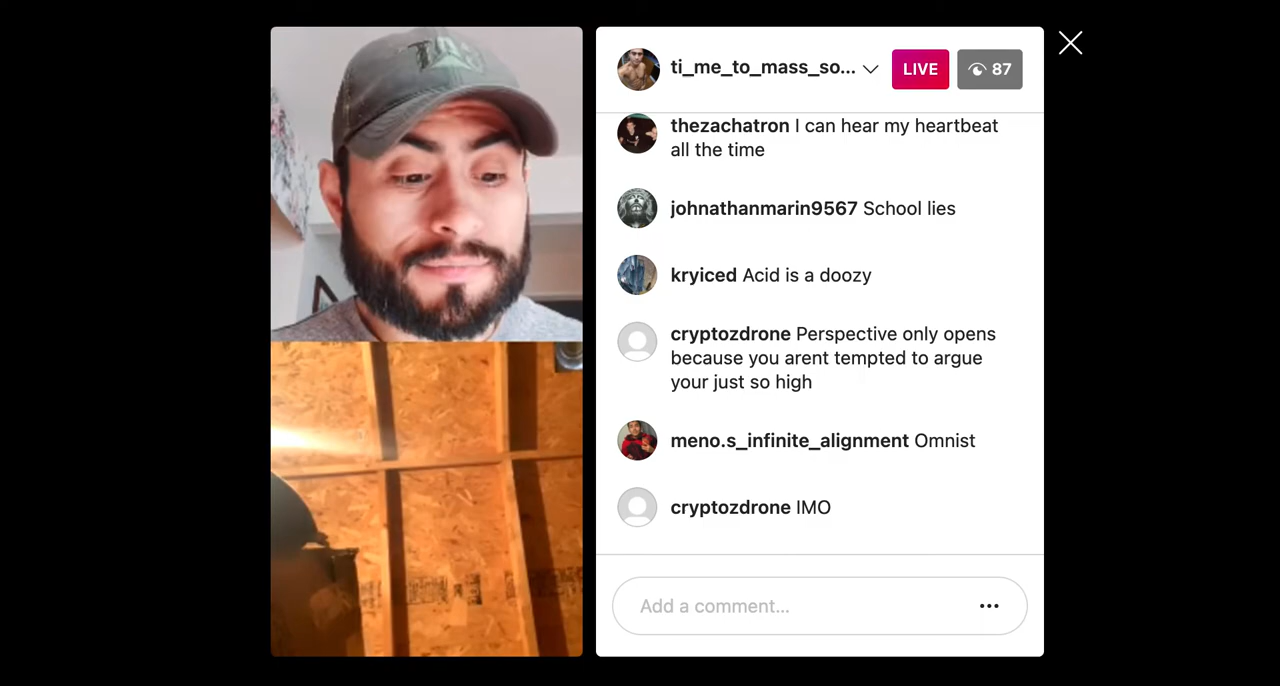 ti_me_to_mass_so...
LIVE
87
thezachatron I can hear my heartbeat
all the time
johnathanmarin9567 School lies
kryiced Acid is a doozy
cryptozdrone Perspective only opens
because you arent tempted to argue
your just so high
meno.s_infinite_alignment Omnist
cryptozdrone IMO
Add a comment...